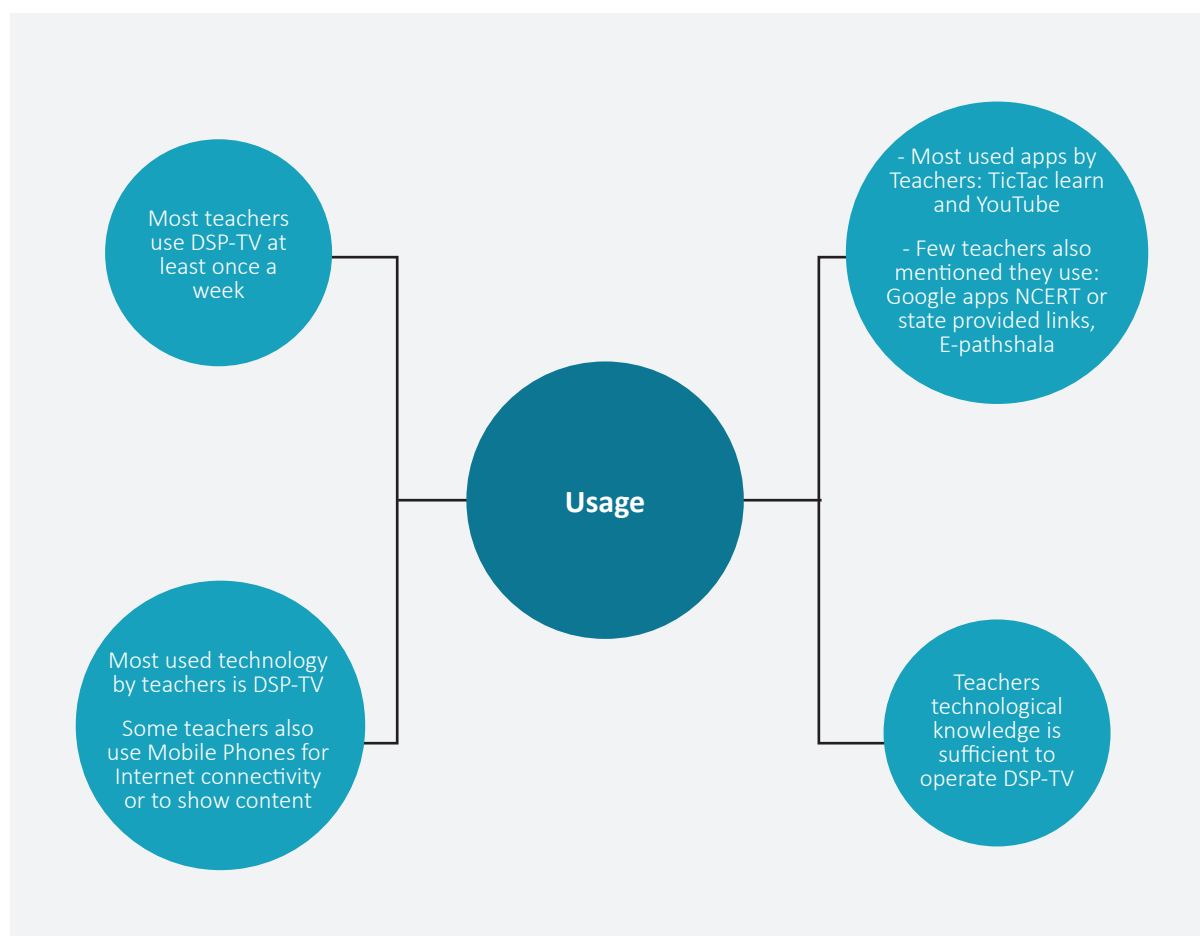 Most teachers
use DSP-TV at
least once a
week
- Most used apps by
Teachers: TicTac learn
and YouTube
- Few teachers also
mentioned they use:
Google apps NCERT or
state provided links,
E-pathshala
Usage
Most used technology
by teachers is DSP-TV
Some teachers also
use Mobile Phones for
Internet connectivity
or to show content
Teachers
technological
knowledge is
sufficient to
operate DSP-TV